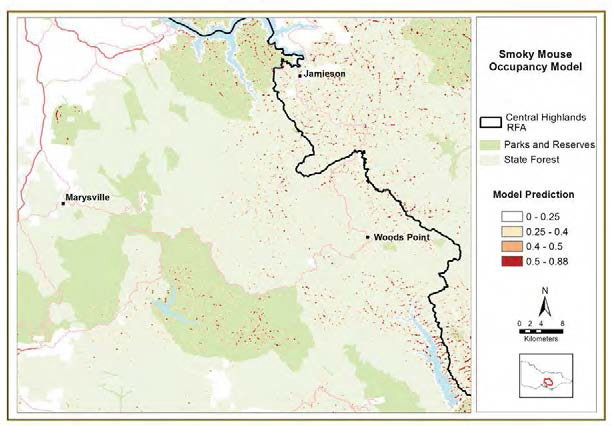 Smoky Mouse
Occupancy Model
Jamieson
Central Highlands
RFA
Parks and Reserves
State Forest
Marysville
Model Prediction
0 - 0.25
0.25 - 0.4
0.4 - 0.5
0.5 - 0.88
Woods Point
N
0 2 4 8
Kilometers